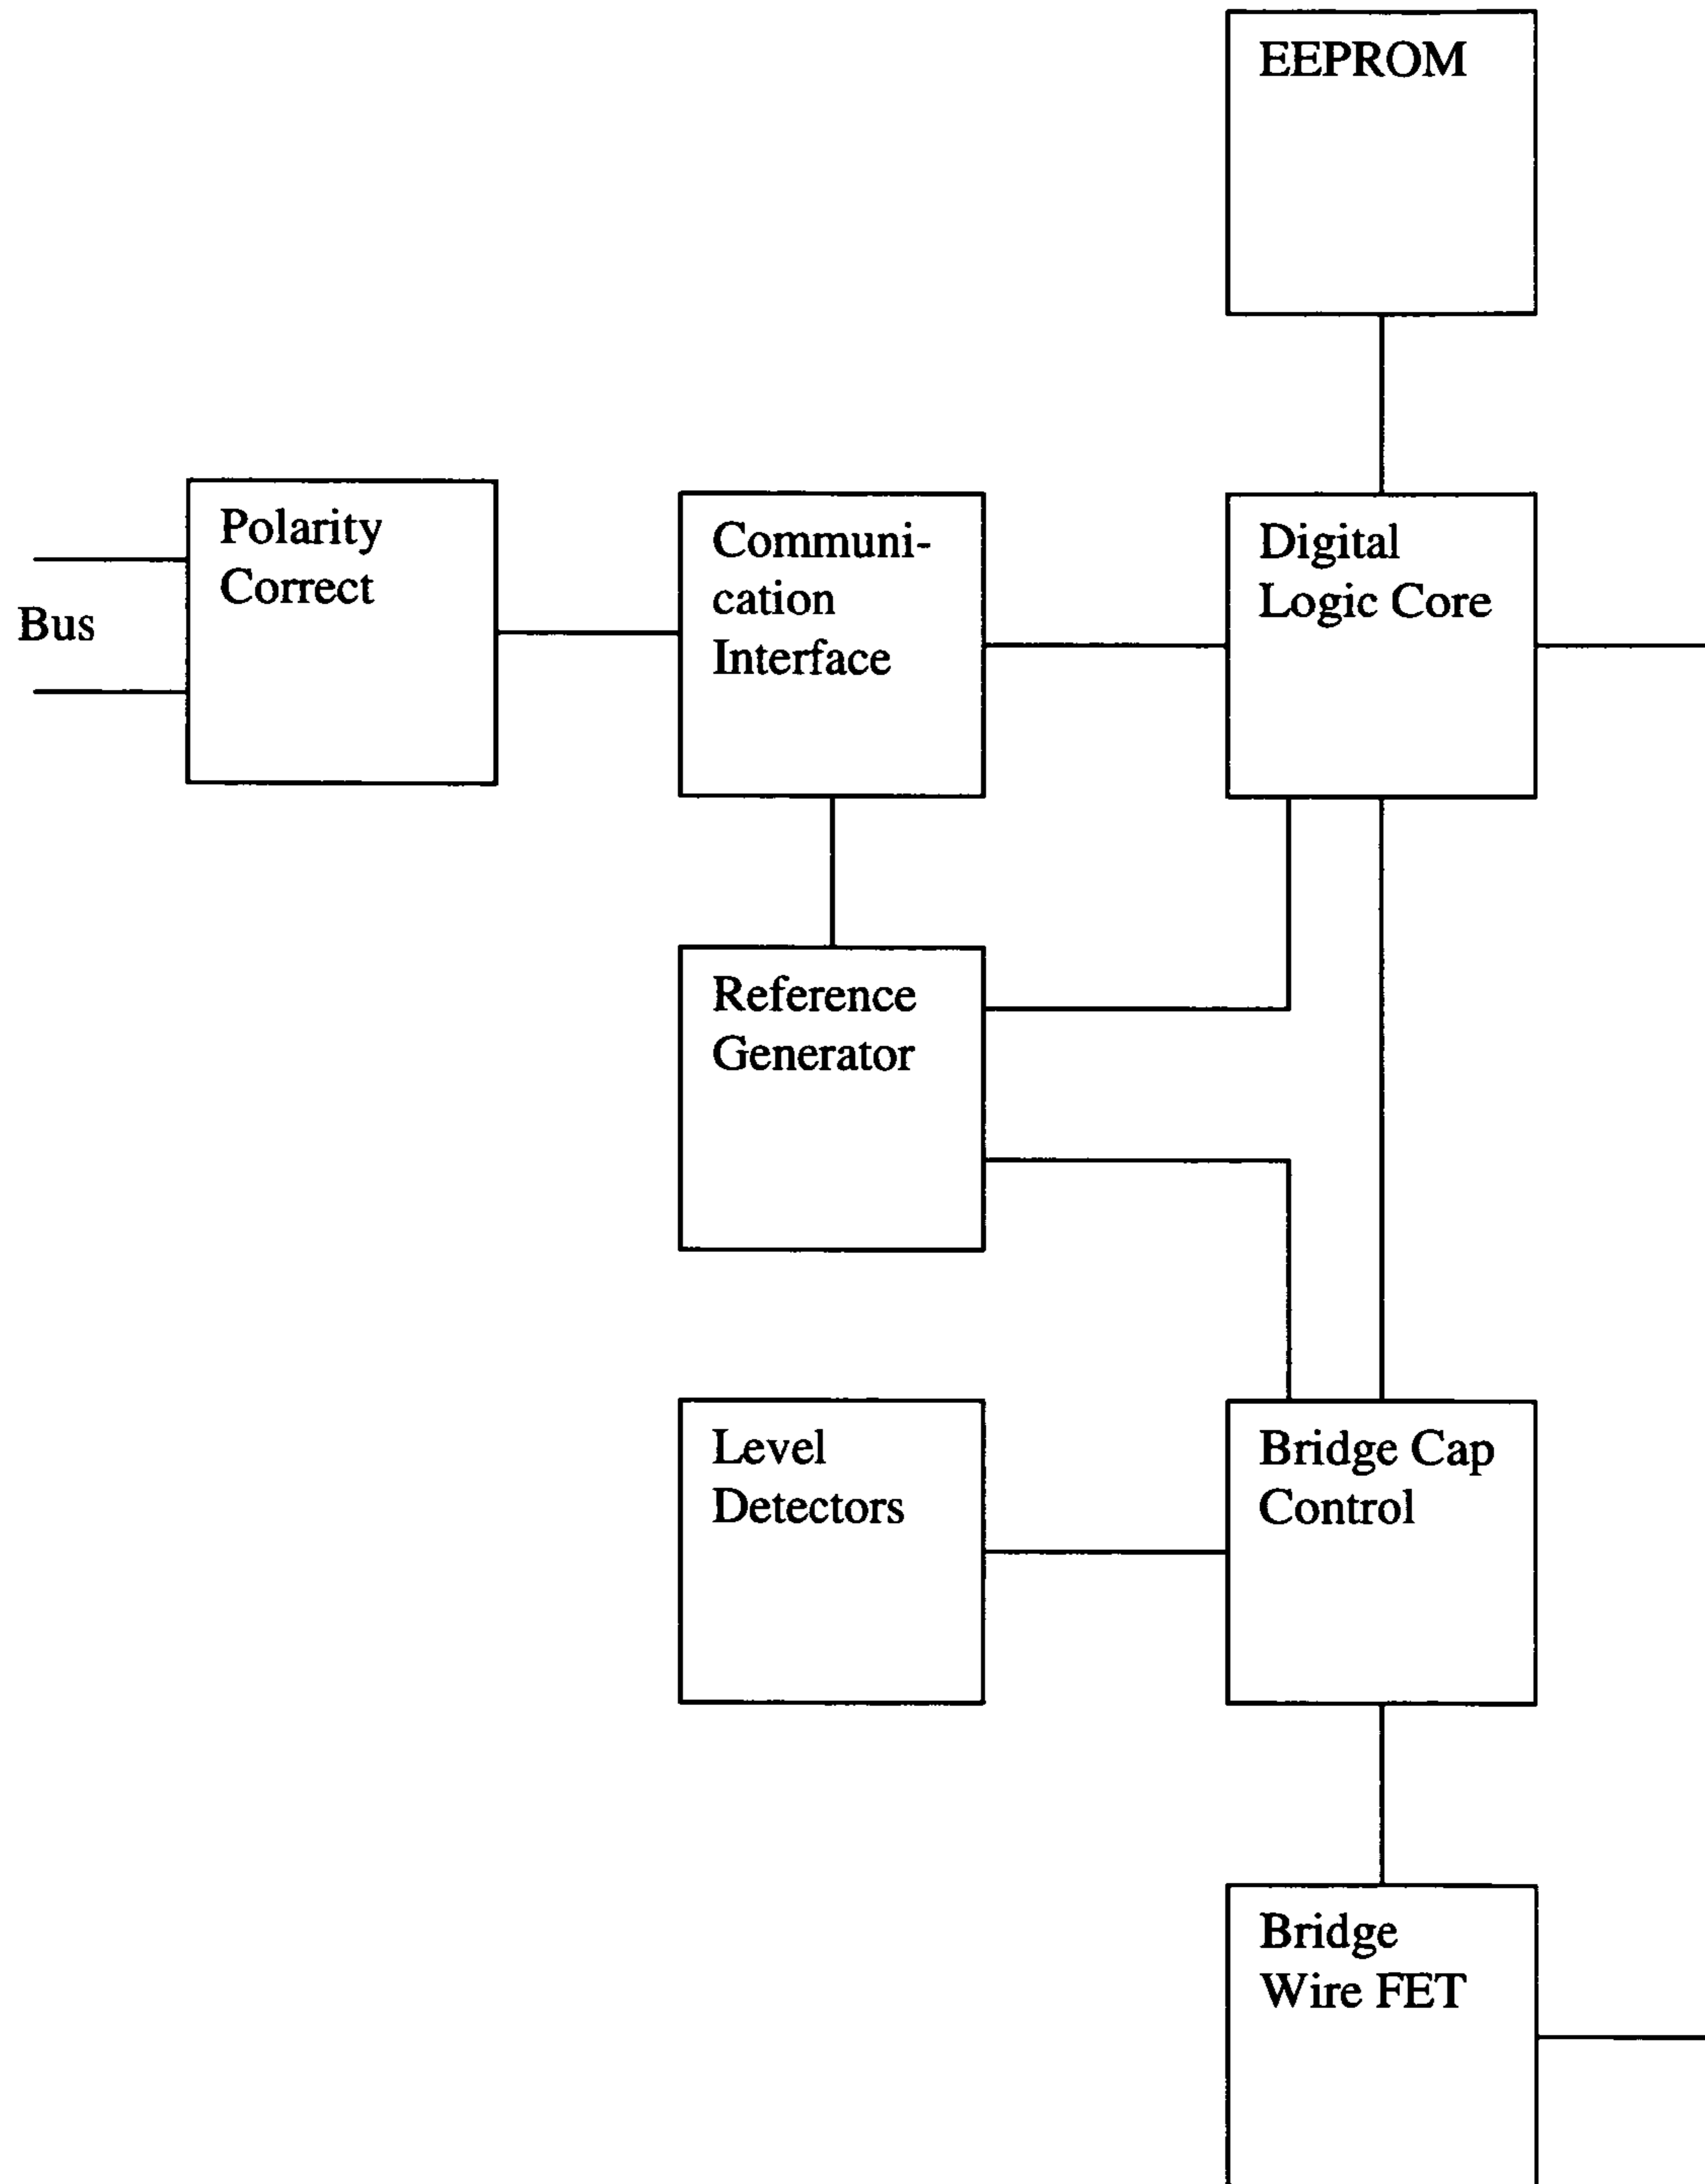 EEPROM
Polarity
Correct
Bus
Communi-
cation
Interface
Digital
Logic Core
Reference
Generator
Level
Detectors
Bridge Cap
Control
Bridge
Wire FET